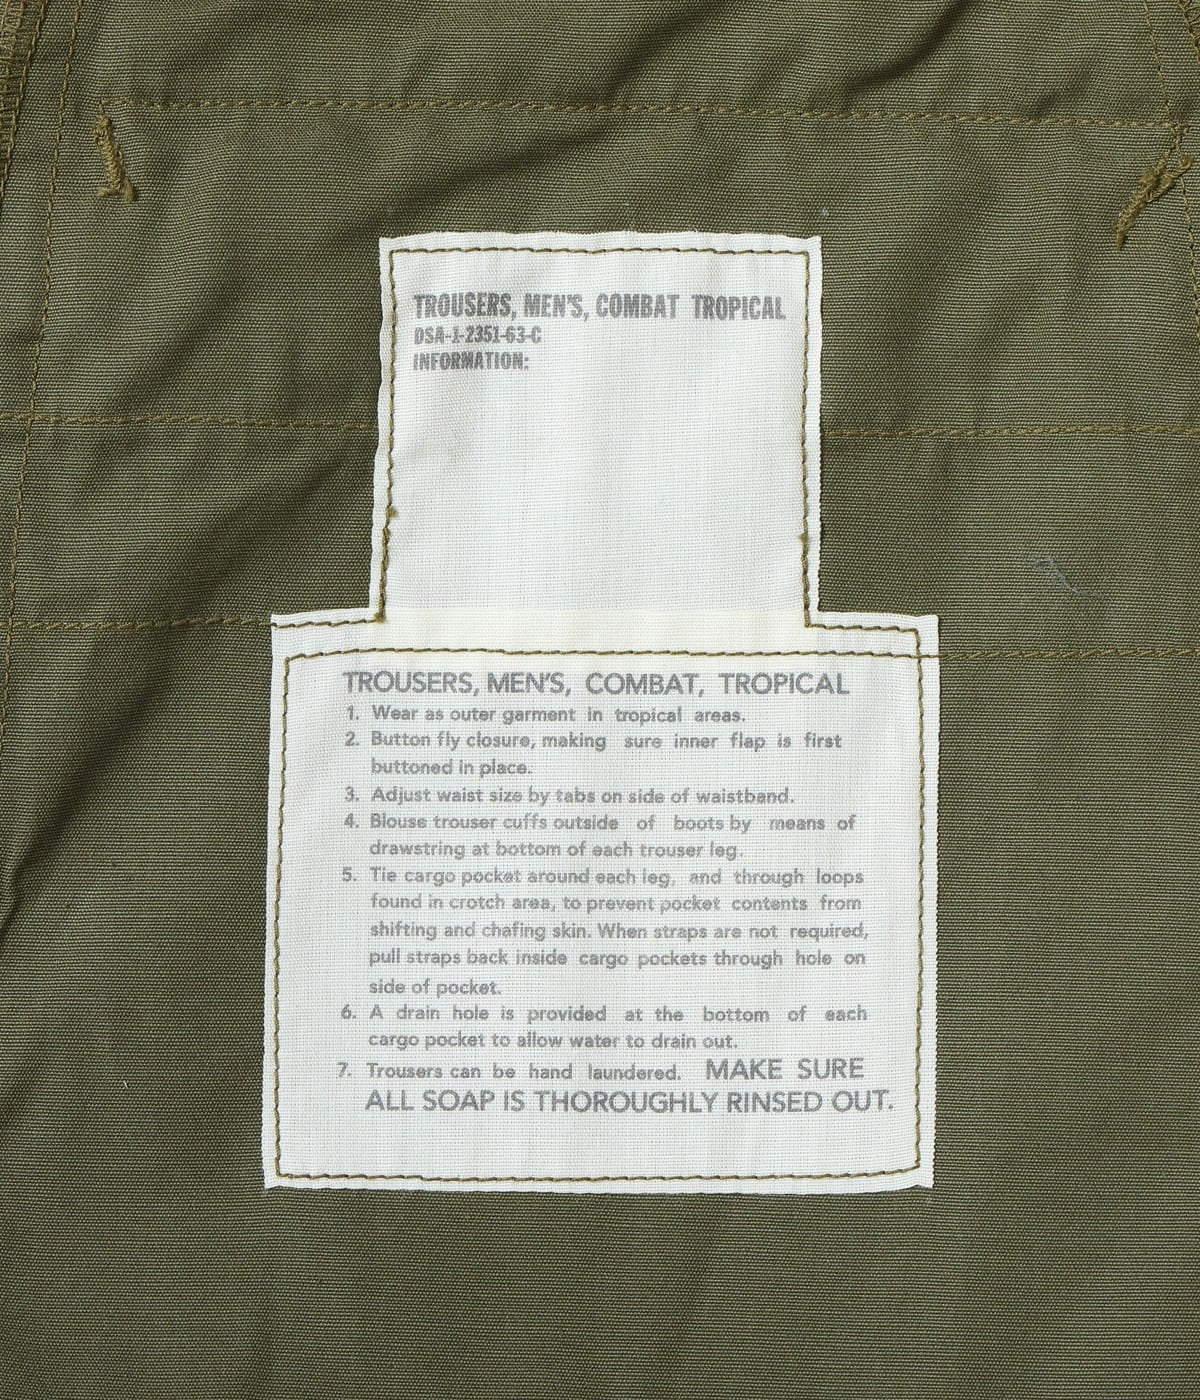 TROUSERS, MEN'S, COMBAT TROPICAL
DSA-1-2351-63-C
INFORMATION:
TROUSERS, MEN'S, COMBAT, TROPICAL
1. Wear as outer garment in tropical areas.
2. Button fly closure, making sure inner flap is first
buttoned in place.
3. Adjust waist size by tabs on side of waistband.
4. Blouse trouser cuffs outside of boots by means of
drawstring at bottom of each trouser leg.
5. Tie cargo pocket around each leg, and through loops
found in crotch area, to prevent pocket contents from
shifting and chafing skin. When straps are not required,
pull straps back inside cargo pockets through hole on
side of pocket.
6. A drain hole is provided at the bottom of each
cargo pocket to allow water to drain out.
7. Trousers can be hand laundered. MAKE SURE
ALL SOAP IS THOROUGHLY RINSED OUT.